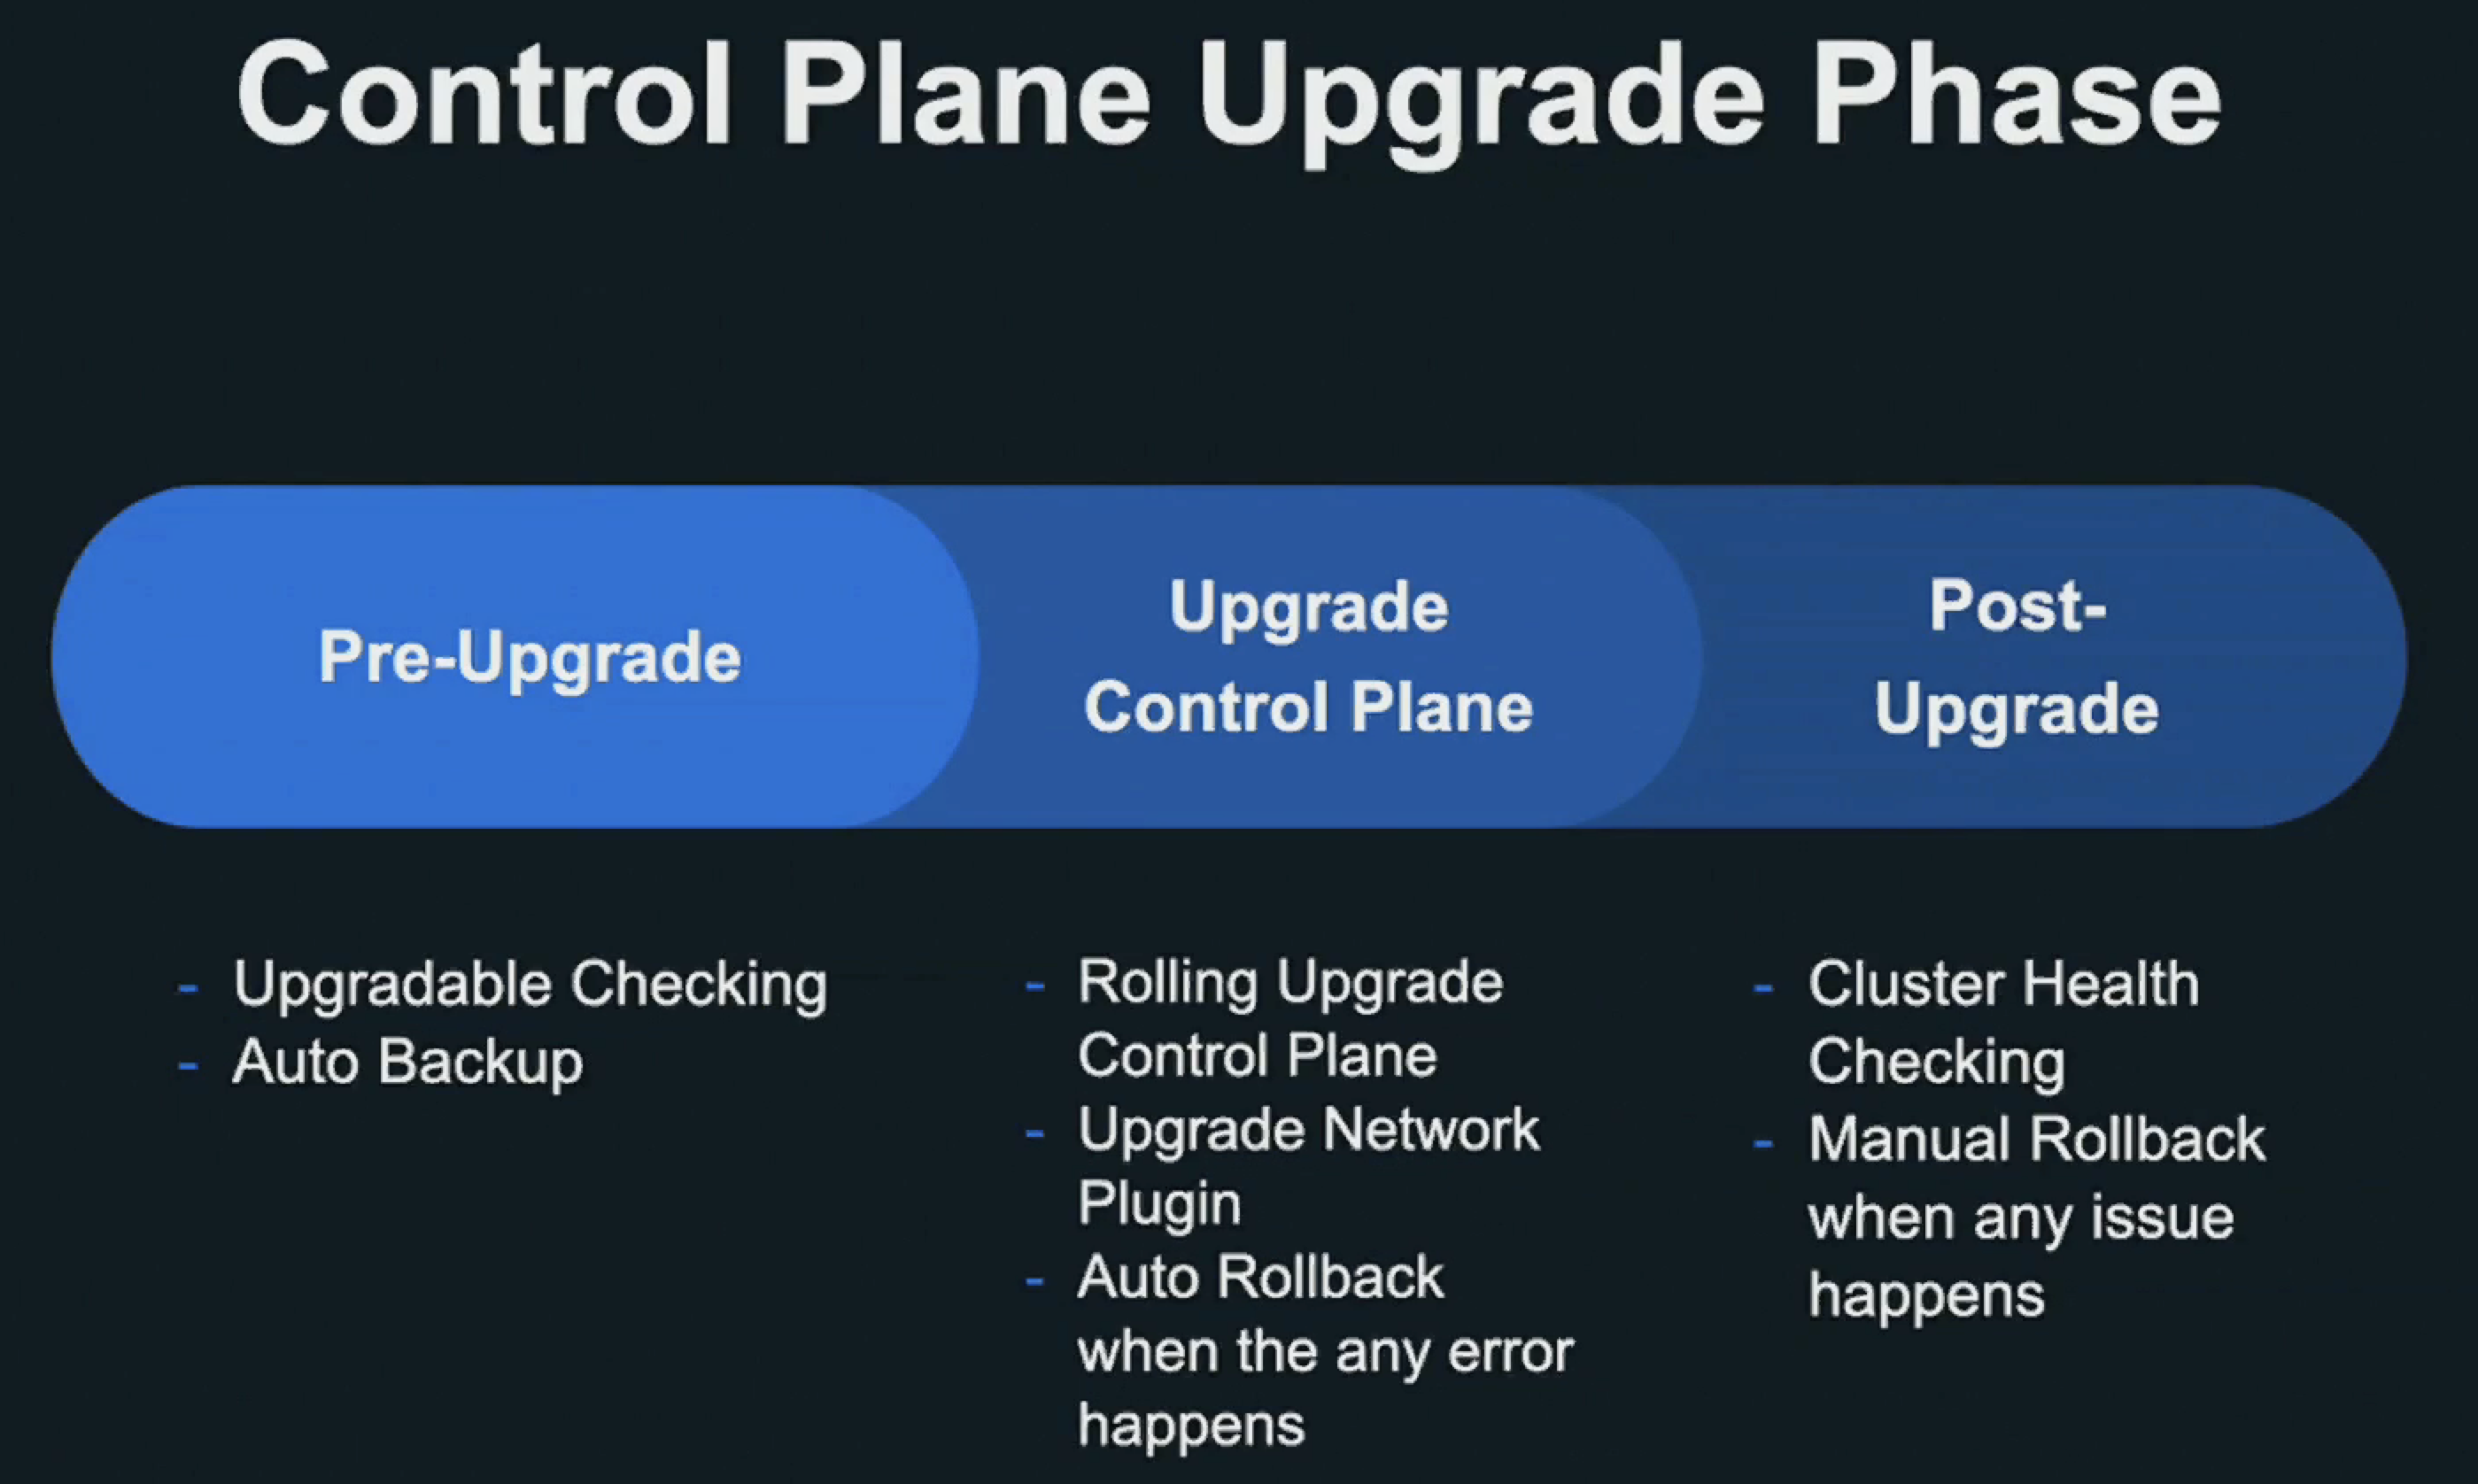 Control Plane Upgrade Phase
Pre-Upgrade
Upgrade
Control Plane
Post-
Upgrade
- Upgradable Checking
- Auto Backup
- Rolling Upgrade
Control Plane
- Upgrade Network
Plugin
- Auto Rollback
when the any error
happens
- Cluster Health
Checking
- Manual Rollback
when any issue
happens